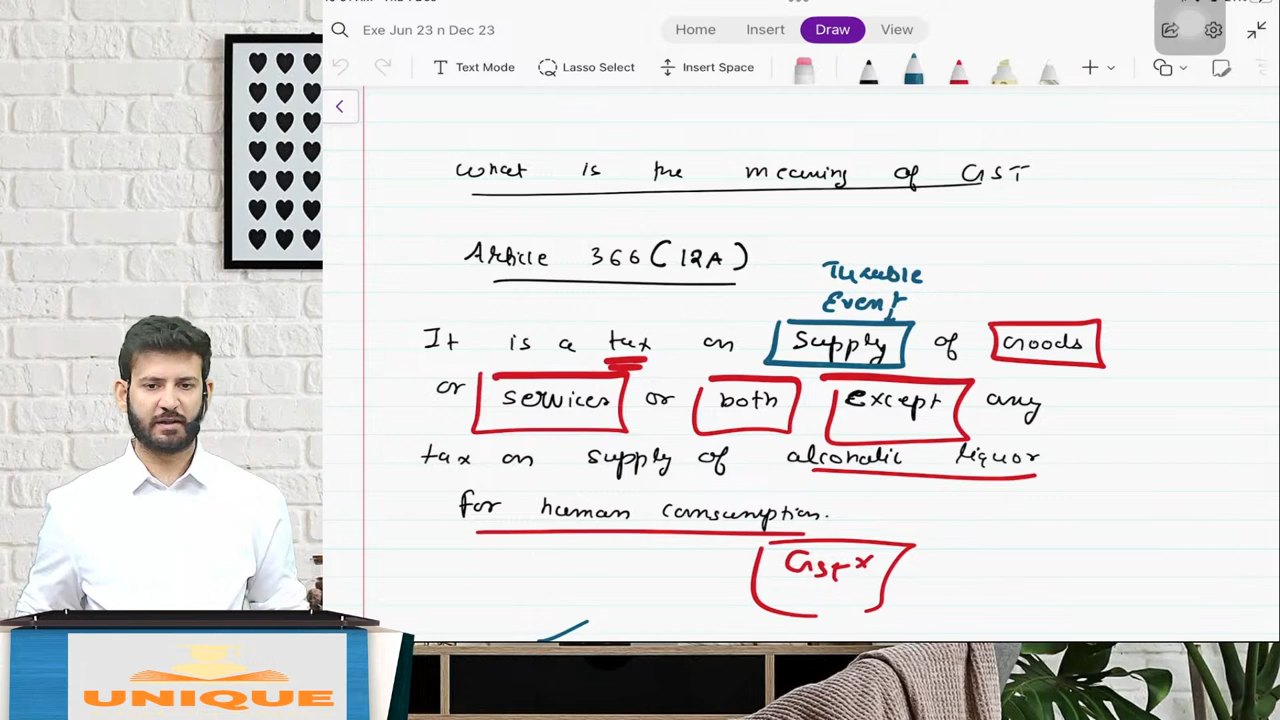 Exe Jun 23 n Dec 23
Home Insert Draw View
Text Mode Lasso Select Insert Space
What is the meaning of GST
Article 366(12A)
Taxable
Event
It is a tax on Supply of Goods
or services or both Except any
tax on supply of alcoholic liquor
for human consumption.
GST x
UNIQUE